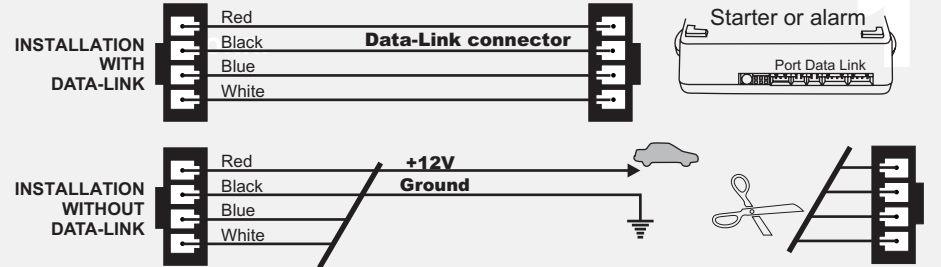 INSTALLATION
WITH
DATA-LINK
Red
Black
Blue
White
Data-Link connector
Starter or alarm
Port Data Link
INSTALLATION
WITHOUT
DATA-LINK
Red
Black
Blue
White
+12V
Ground